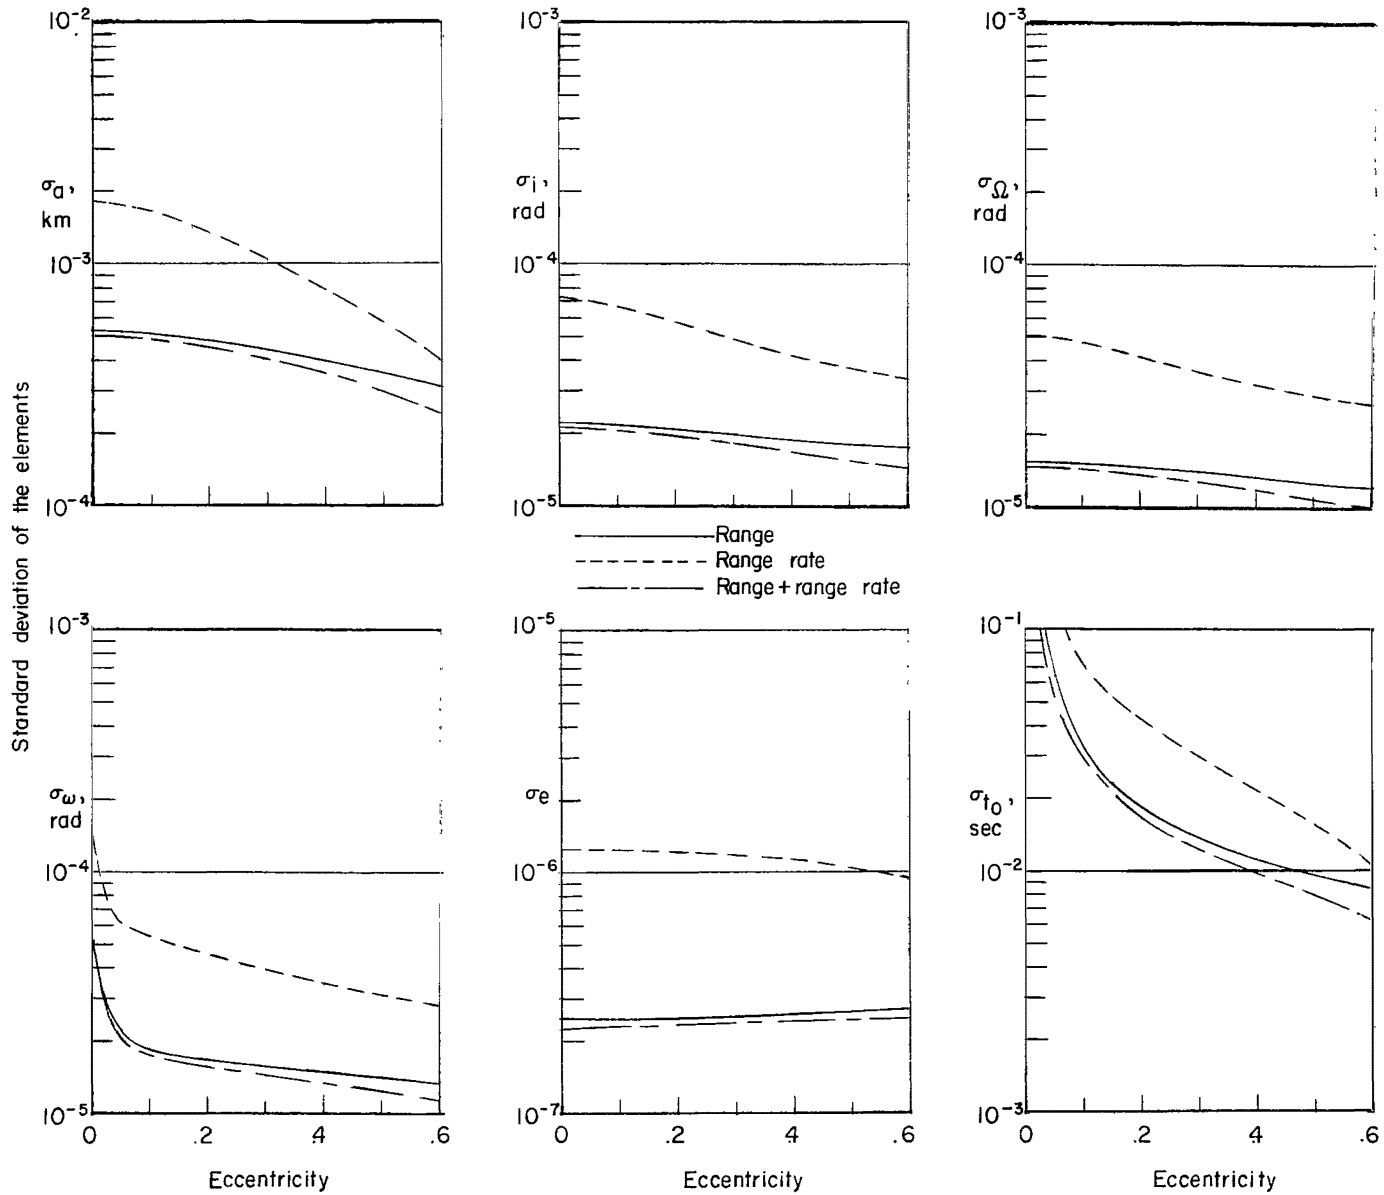 Standard deviation of the elements
10⁻²
σₐ,
km
10⁻³
10⁻⁴
10⁻³
σᵢ,
rad
10⁻⁴
10⁻⁵
10⁻³
σ_Ω,
rad
10⁻⁴
10⁻⁵
Range
Range rate
Range + range rate
10⁻³
σ_ω,
rad
10⁻⁴
10⁻⁵
0 .2 .4 .6
Eccentricity
10⁻⁵
σₑ
10⁻⁶
10⁻⁷
0 .2 .4 .6
Eccentricity
10⁻¹
σ_t₀,
sec
10⁻²
10⁻³
0 .2 .4 .6
Eccentricity